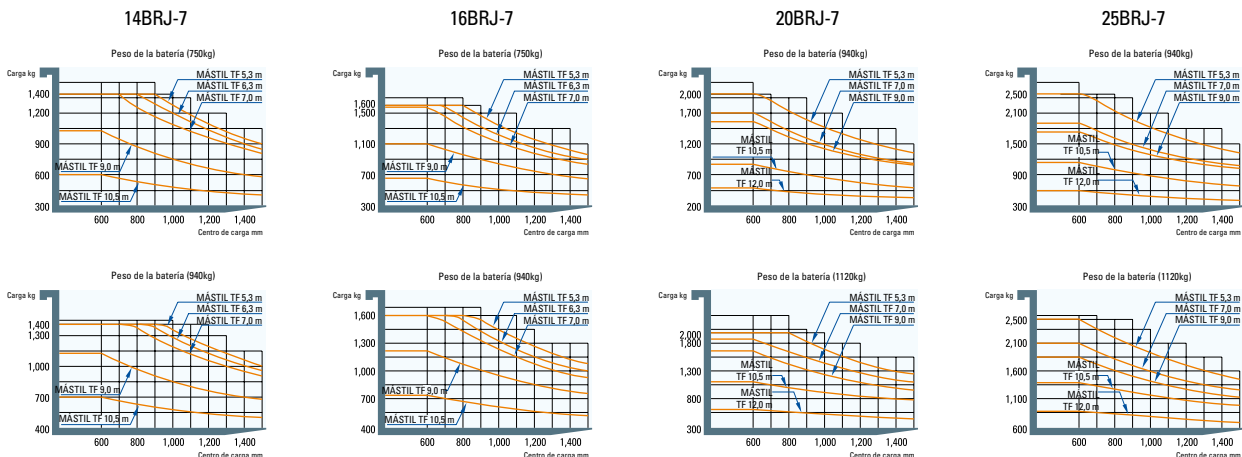 14BRJ-7
16BRJ-7
20BRJ-7
25BRJ-7
Peso de la batería (750kg)
Carga kg
MÁSTIL TF 5,3 m
MÁSTIL TF 6,3 m
MÁSTIL TF 7,0 m
1,400
1,200
900
600
300
MÁSTIL TF 9,0 m
MÁSTIL TF 10,5 m
600
800
1,000
1,200
1,400
Centro de carga mm
Peso de la batería (750kg)
Carga kg
MÁSTIL TF 5,3 m
MÁSTIL TF 6,3 m
MÁSTIL TF 7,0 m
1,600
1,500
1,100
700
300
MÁSTIL TF 9,0 m
MÁSTIL TF 10,5 m
600
800
1,000
1,200
1,400
Centro de carga mm
Peso de la batería (940kg)
Carga kg
MÁSTIL TF 5,3 m
MÁSTIL TF 7,0 m
MÁSTIL TF 9,0 m
2,000
1,700
1,200
700
200
MÁSTIL
TF 10,5 m
MÁSTIL
TF 12,0 m
600
800
1,000
1,200
1,400
Centro de carga mm
Peso de la batería (940kg)
Carga kg
MÁSTIL TF 5,3 m
MÁSTIL TF 7,0 m
MÁSTIL TF 9,0 m
2,500
2,100
1,500
900
300
MÁSTIL
TF 10,5 m
MÁSTIL
TF 12,0 m
600
800
1,000
1,200
1,400
Centro de carga mm
Peso de la batería (940kg)
Carga kg
MÁSTIL TF 5,3 m
MÁSTIL TF 6,3 m
MÁSTIL TF 7,0 m
1,400
1,300
1,000
700
400
MÁSTIL TF 9,0 m
MÁSTIL TF 10,5 m
600
800
1,000
1,200
1,400
Centro de carga mm
Peso de la batería (940kg)
Carga kg
MÁSTIL TF 5,3 m
MÁSTIL TF 6,3 m
MÁSTIL TF 7,0 m
1,600
1,300
1,000
700
400
MÁSTIL TF 9,0 m
MÁSTIL TF 10,5 m
600
800
1,000
1,200
1,400
Centro de carga mm
Peso de la batería (1120kg)
Carga kg
MÁSTIL TF 5,3 m
MÁSTIL TF 7,0 m
MÁSTIL TF 9,0 m
2,000
1,800
1,300
800
300
MÁSTIL
TF 10,5 m
MÁSTIL
TF 12,0 m
600
800
1,000
1,200
1,400
Centro de carga mm
Peso de la batería (1120kg)
Carga kg
MÁSTIL TF 5,3 m
MÁSTIL TF 7,0 m
MÁSTIL TF 9,0 m
2,500
2,100
1,600
1,100
600
MÁSTIL
TF 10,5 m
MÁSTIL
TF 12,0 m
600
800
1,000
1,200
1,400
Centro de carga mm